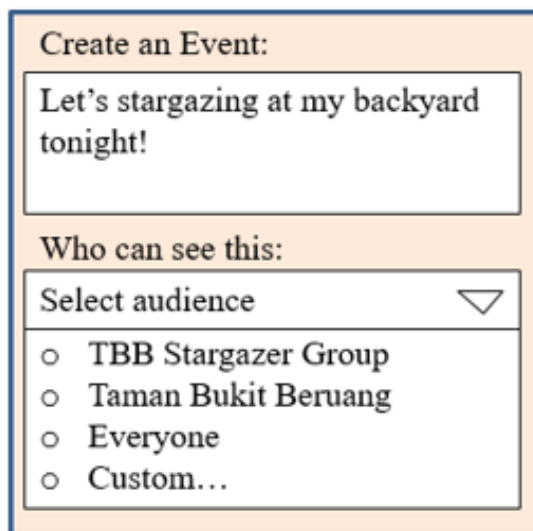 Create an Event:
Let's stargazing at my backyard
tonight!
Who can see this:
Select audience
TBB Stargazer Group
Taman Bukit Beruang
Everyone
Custom…